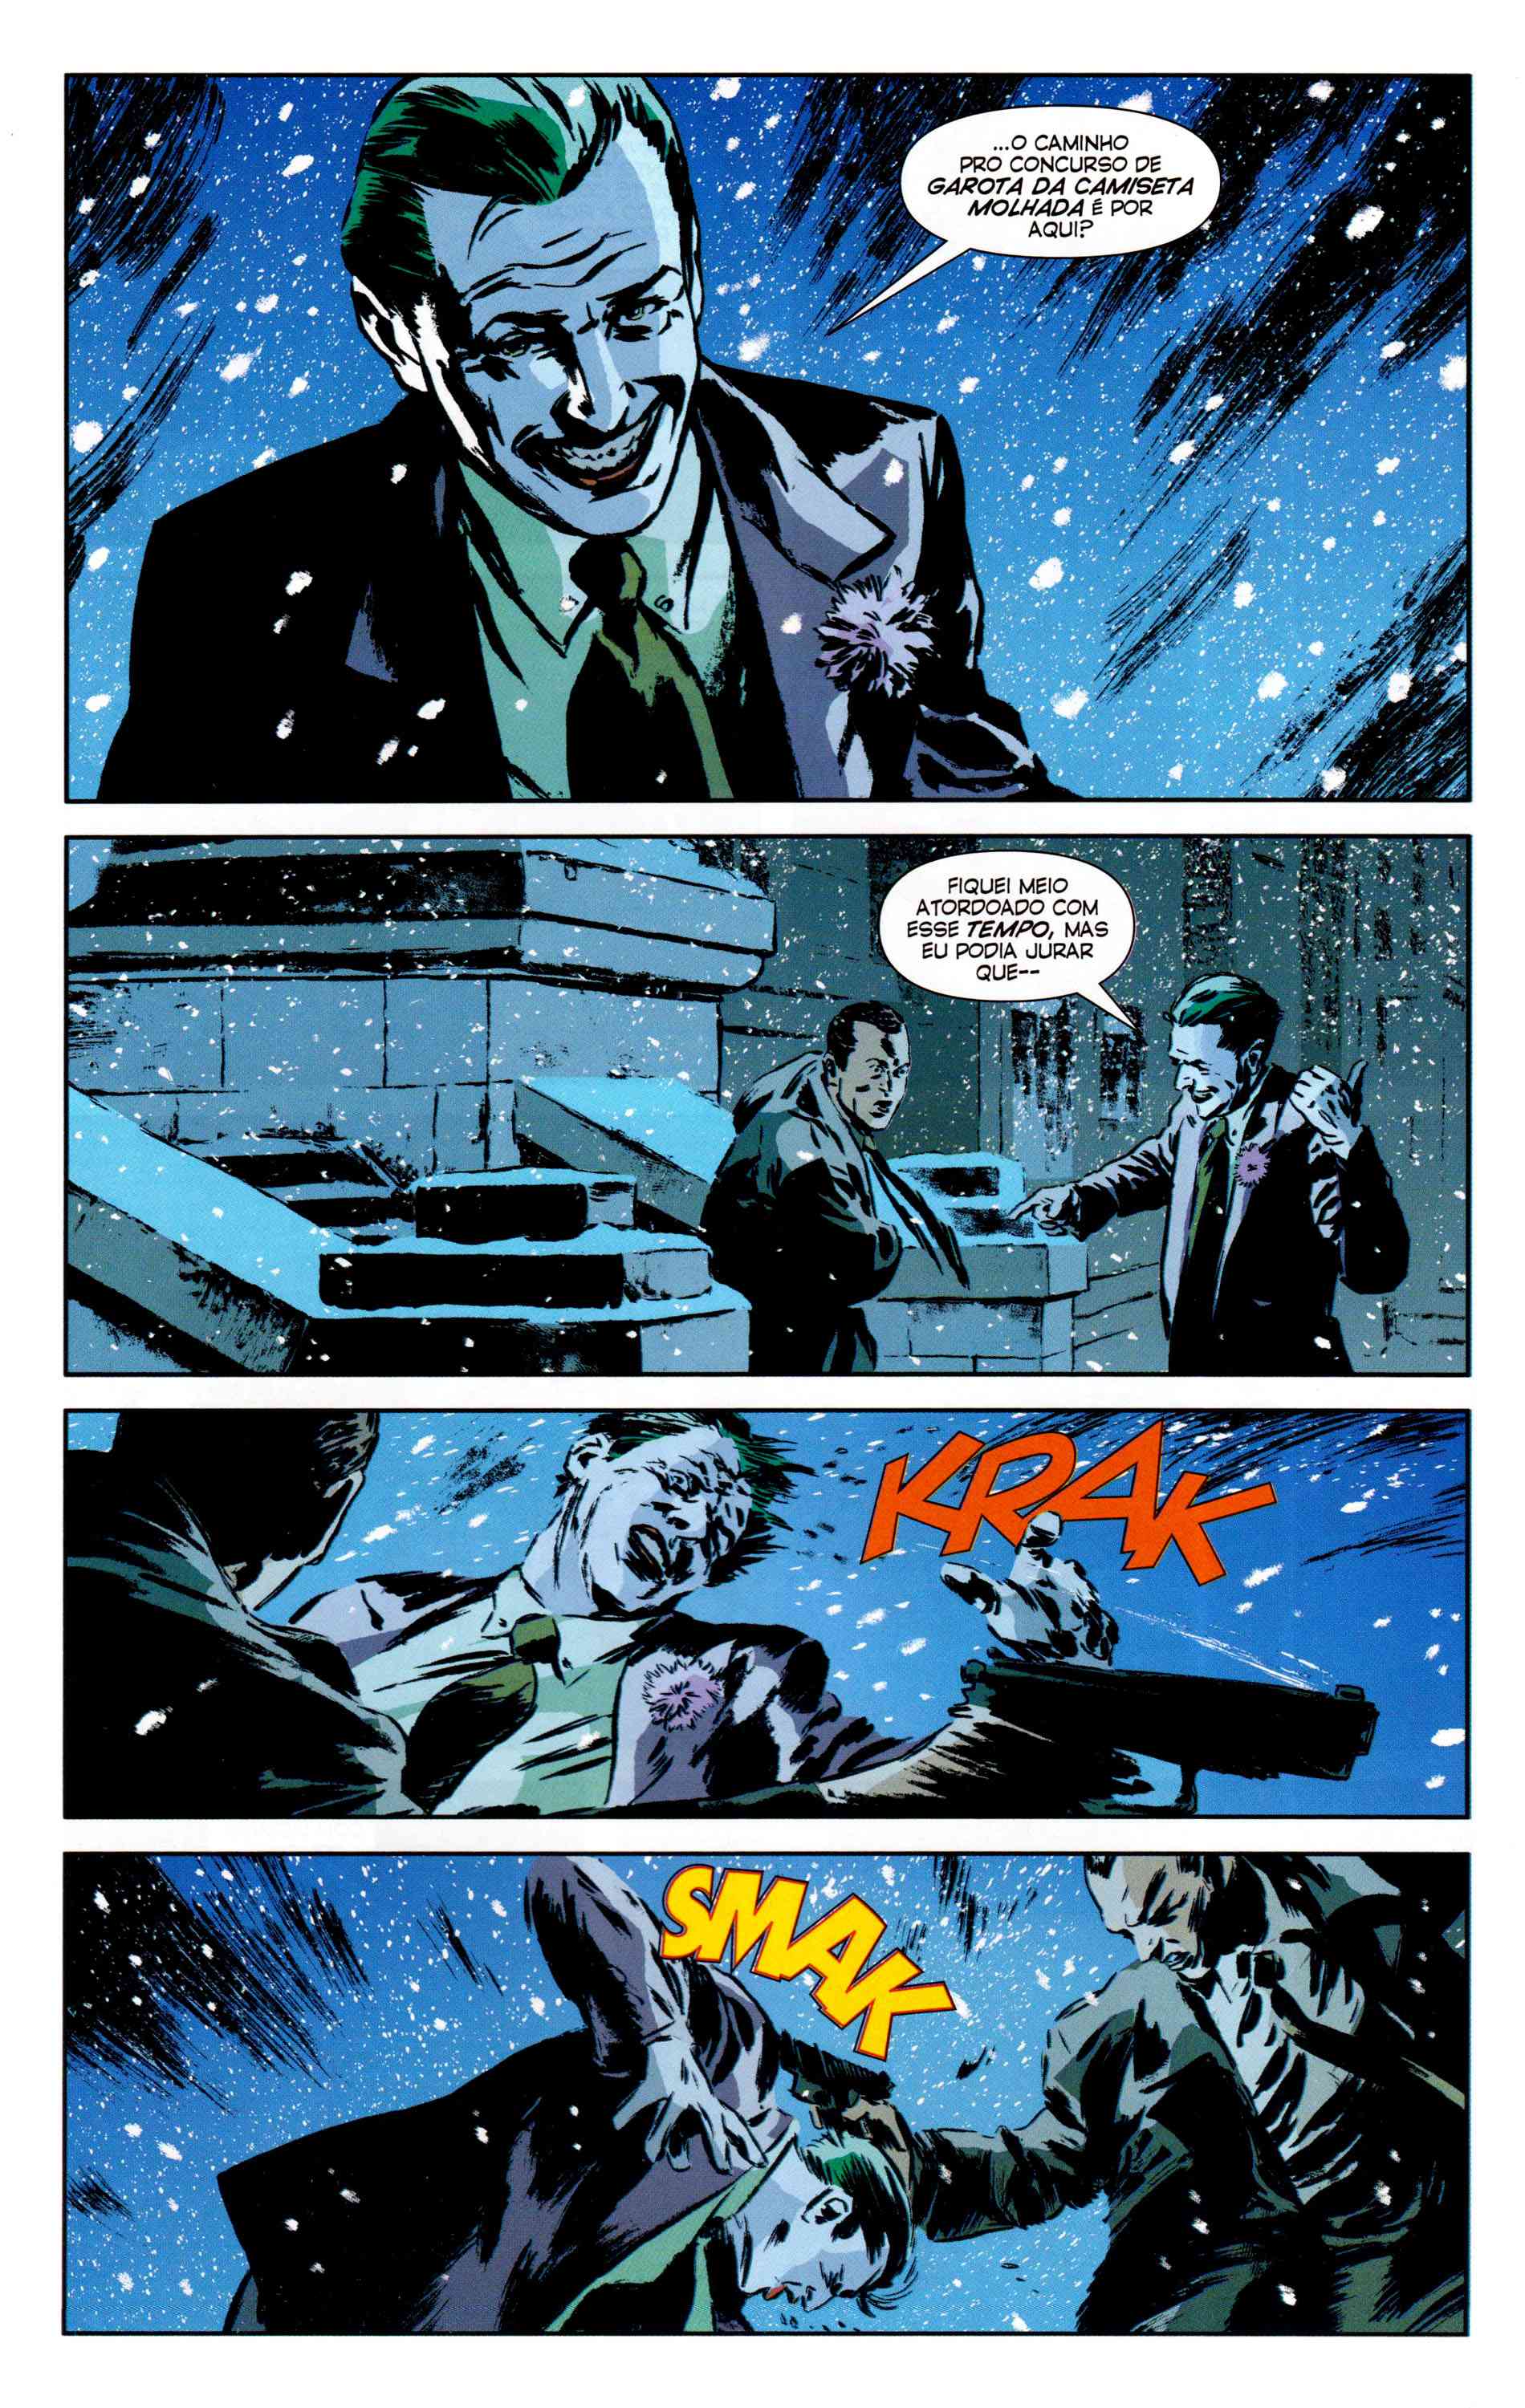 ...O CAMINHO
PRO CONCURSO DE
GAROTA DA CAMISETA
MOLHADA É POR
AQUI?
FIQUEI MEIO
ATORDOADO COM
ESSE TEMPO, MAS
EU PODIA JURAR
QUE--
KRAK
SMAK